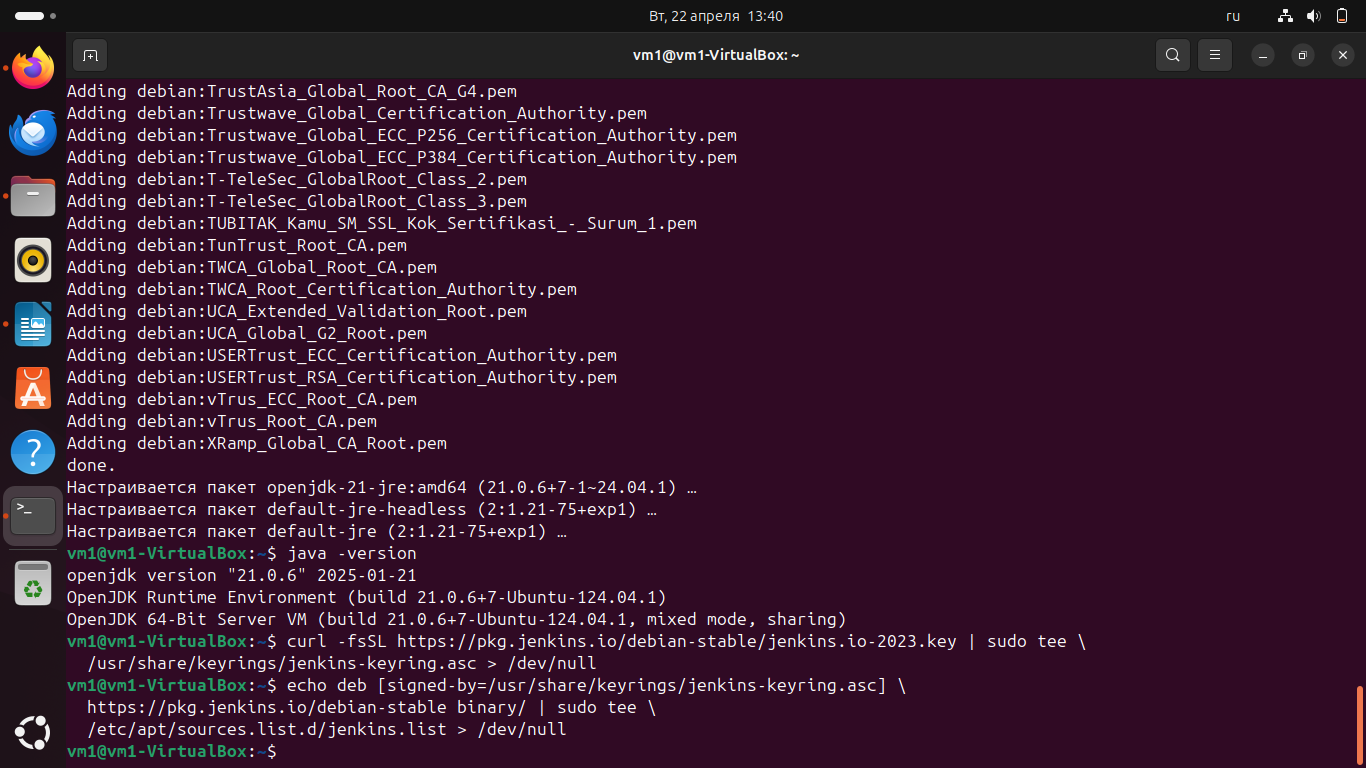 Вт, 22 апреля 13:40
ru
vm1@vm1-VirtualBox: ~
Adding debian:TrustAsia_Global_Root_CA_G4.pem
Adding debian:Trustwave_Global_Certification_Authority.pem
Adding debian:Trustwave_Global_ECC_P256_Certification_Authority.pem
Adding debian:Trustwave_Global_ECC_P384_Certification_Authority.pem
Adding debian:T-TeleSec_GlobalRoot_Class_2.pem
Adding debian:T-TeleSec_GlobalRoot_Class_3.pem
Adding debian:TUBITAK_Kamu_SM_SSL_Kok_Sertifikasi_-_Surum_1.pem
Adding debian:TunTrust_Root_CA.pem
Adding debian:TWCA_Global_Root_CA.pem
Adding debian:TWCA_Root_Certification_Authority.pem
Adding debian:UCA_Extended_Validation_Root.pem
Adding debian:UCA_Global_G2_Root.pem
Adding debian:USERTrust_ECC_Certification_Authority.pem
Adding debian:USERTrust_RSA_Certification_Authority.pem
Adding debian:vTrus_ECC_Root_CA.pem
Adding debian:vTrus_Root_CA.pem
Adding debian:XRamp_Global_CA_Root.pem
done.
Настраивается пакет openjdk-21-jre:amd64 (21.0.6+7-1~24.04.1) …
Настраивается пакет default-jre-headless (2:1.21-75+exp1) …
Настраивается пакет default-jre (2:1.21-75+exp1) …
vm1@vm1-VirtualBox:~$ java -version
openjdk version "21.0.6" 2025-01-21
OpenJDK Runtime Environment (build 21.0.6+7-Ubuntu-124.04.1)
OpenJDK 64-Bit Server VM (build 21.0.6+7-Ubuntu-124.04.1, mixed mode, sharing)
vm1@vm1-VirtualBox:~$ curl -fsSL https://pkg.jenkins.io/debian-stable/jenkins.io-2023.key | sudo tee \
/usr/share/keyrings/jenkins-keyring.asc > /dev/null
vm1@vm1-VirtualBox:~$ echo deb [signed-by=/usr/share/keyrings/jenkins-keyring.asc] \
https://pkg.jenkins.io/debian-stable binary/ | sudo tee \
/etc/apt/sources.list.d/jenkins.list > /dev/null
vm1@vm1-VirtualBox:~$